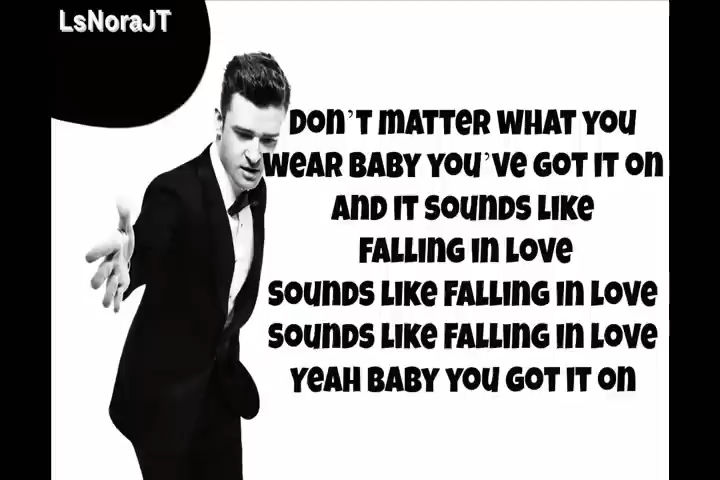 LsNoraJT
Don't matter what you
wear baby you've got it on
and it sounds like
falling in love
sounds like falling in love
sounds like falling in love
yeah baby you got it on